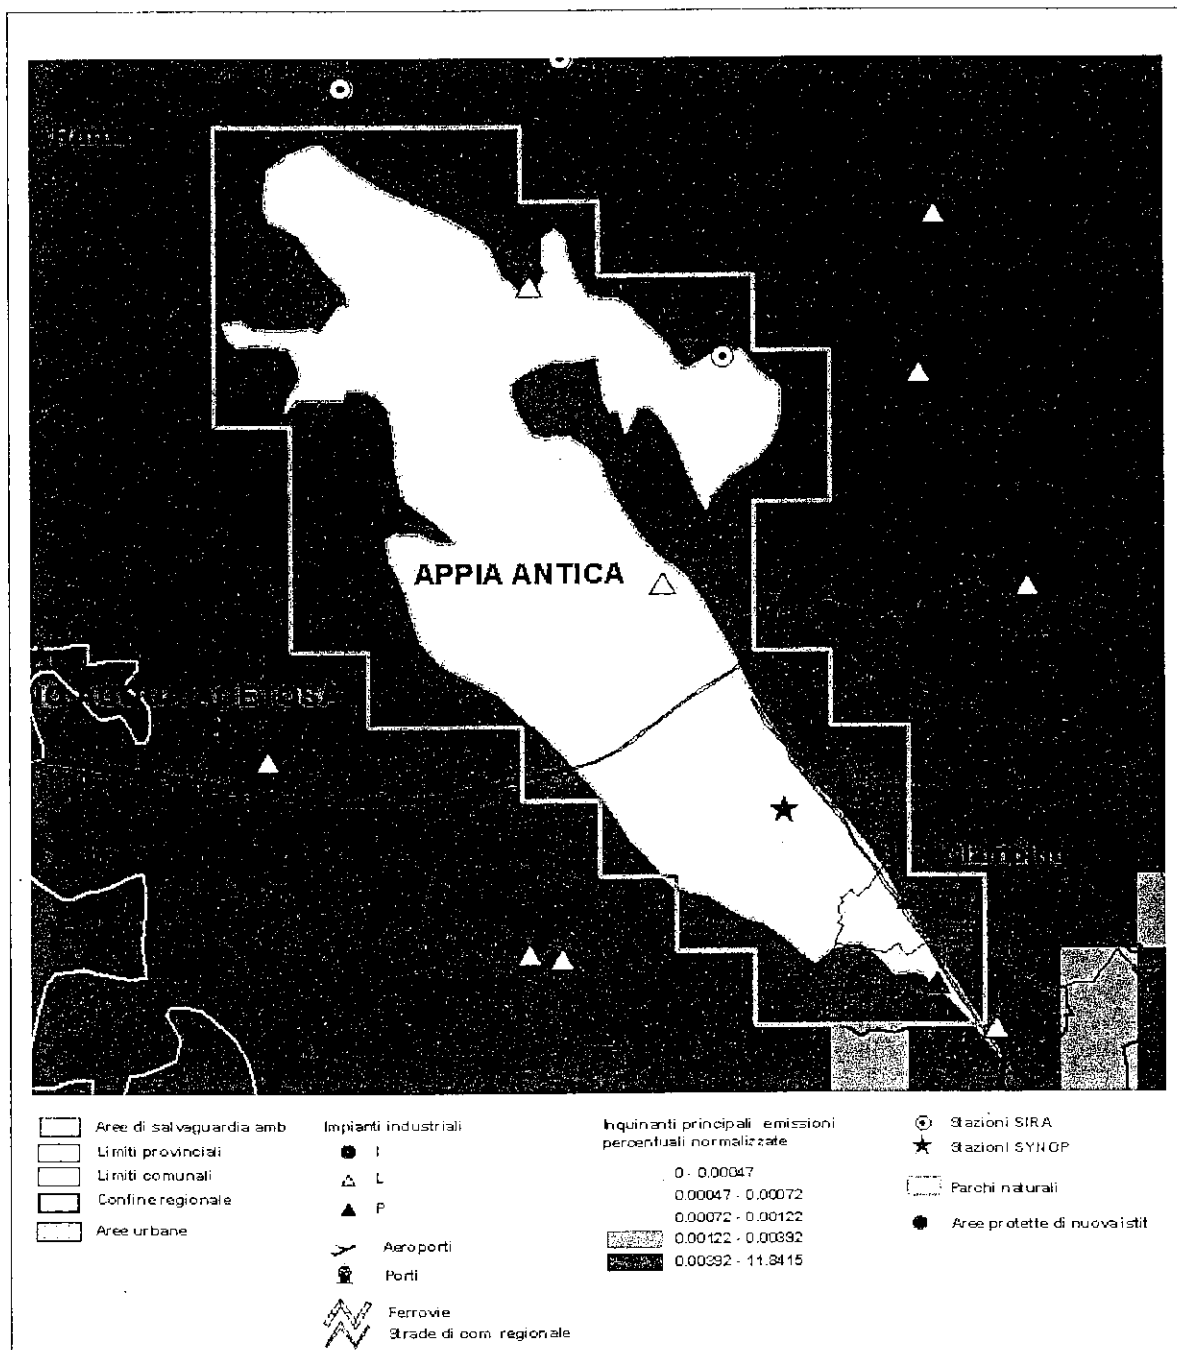 APPIA ANTICA
Aree di salvaguardia amb
Limiti provinciali
Limiti comunali
Confine regionale
Aree urbane
Impianti industriali
I
L
P
Aeroporti
Porti
Ferrovie
Strade di com regionale
Inquinanti principali emissioni
percentuali normalizzate
0 - 0.00047
0.00047 - 0.00072
0.00072 - 0.00122
0.00122 - 0.00392
0.00392 - 11.8415
Stazioni SIRA
Stazioni SYNOP
Parchi naturali
Aree protette di nuova istit